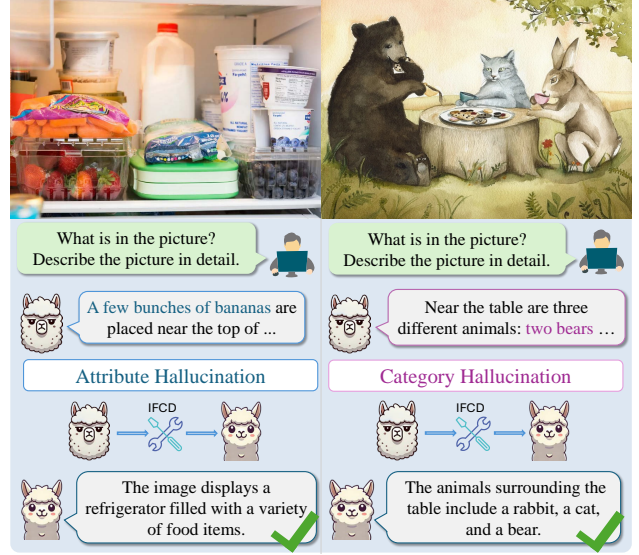 What is in the picture?
Describe the picture in detail.
A few bunches of bananas are
placed near the top of ...
Attribute Hallucination
IFCD
The image displays a
refrigerator filled with a variety
of food items.
What is in the picture?
Describe the picture in detail.
Near the table are three
different animals: two bears ...
Category Hallucination
IFCD
The animals surrounding the
table include a rabbit, a cat,
and a bear.